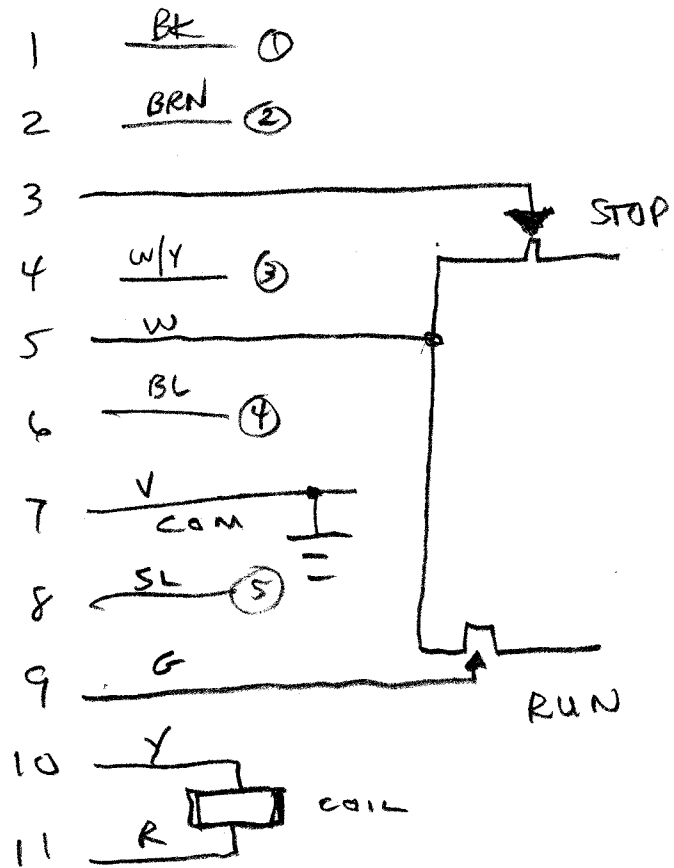 1 BK ①
2 BRN ②
3 STOP
4 W/Y ③
5 W
6 BL ④
7 V
COM
8 SL ⑤
9 G
RUN
10 Y
COIL
11 R